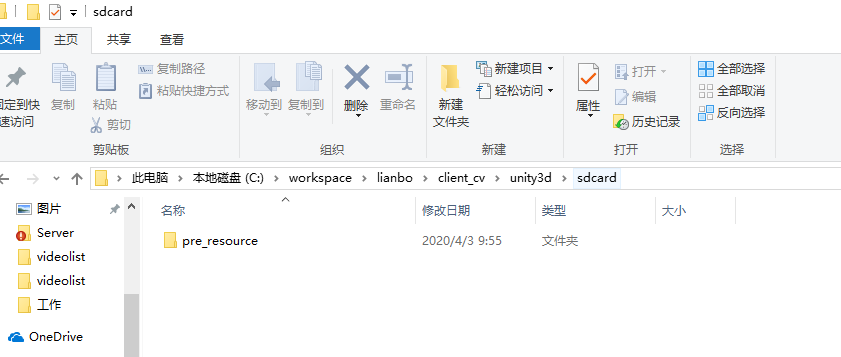 sdcard
文件 主页 共享 查看
复制路径 新建项目 打开 全部选择
粘贴快捷方式 轻松访问 编辑 全部取消
固定到快 复制 粘贴 移动到 复制到 删除 重命名 新建 属性 反向选择
速访问 剪切 文件夹 历史记录
剪贴板 组织 新建 打开 选择
此电脑 › 本地磁盘 (C:) › workspace › lianbo › client_cv › unity3d › sdcard
图片 名称 修改日期 类型 大小
Server pre_resource 2020/4/3 9:55 文件夹
videolist
videolist
工作
OneDrive